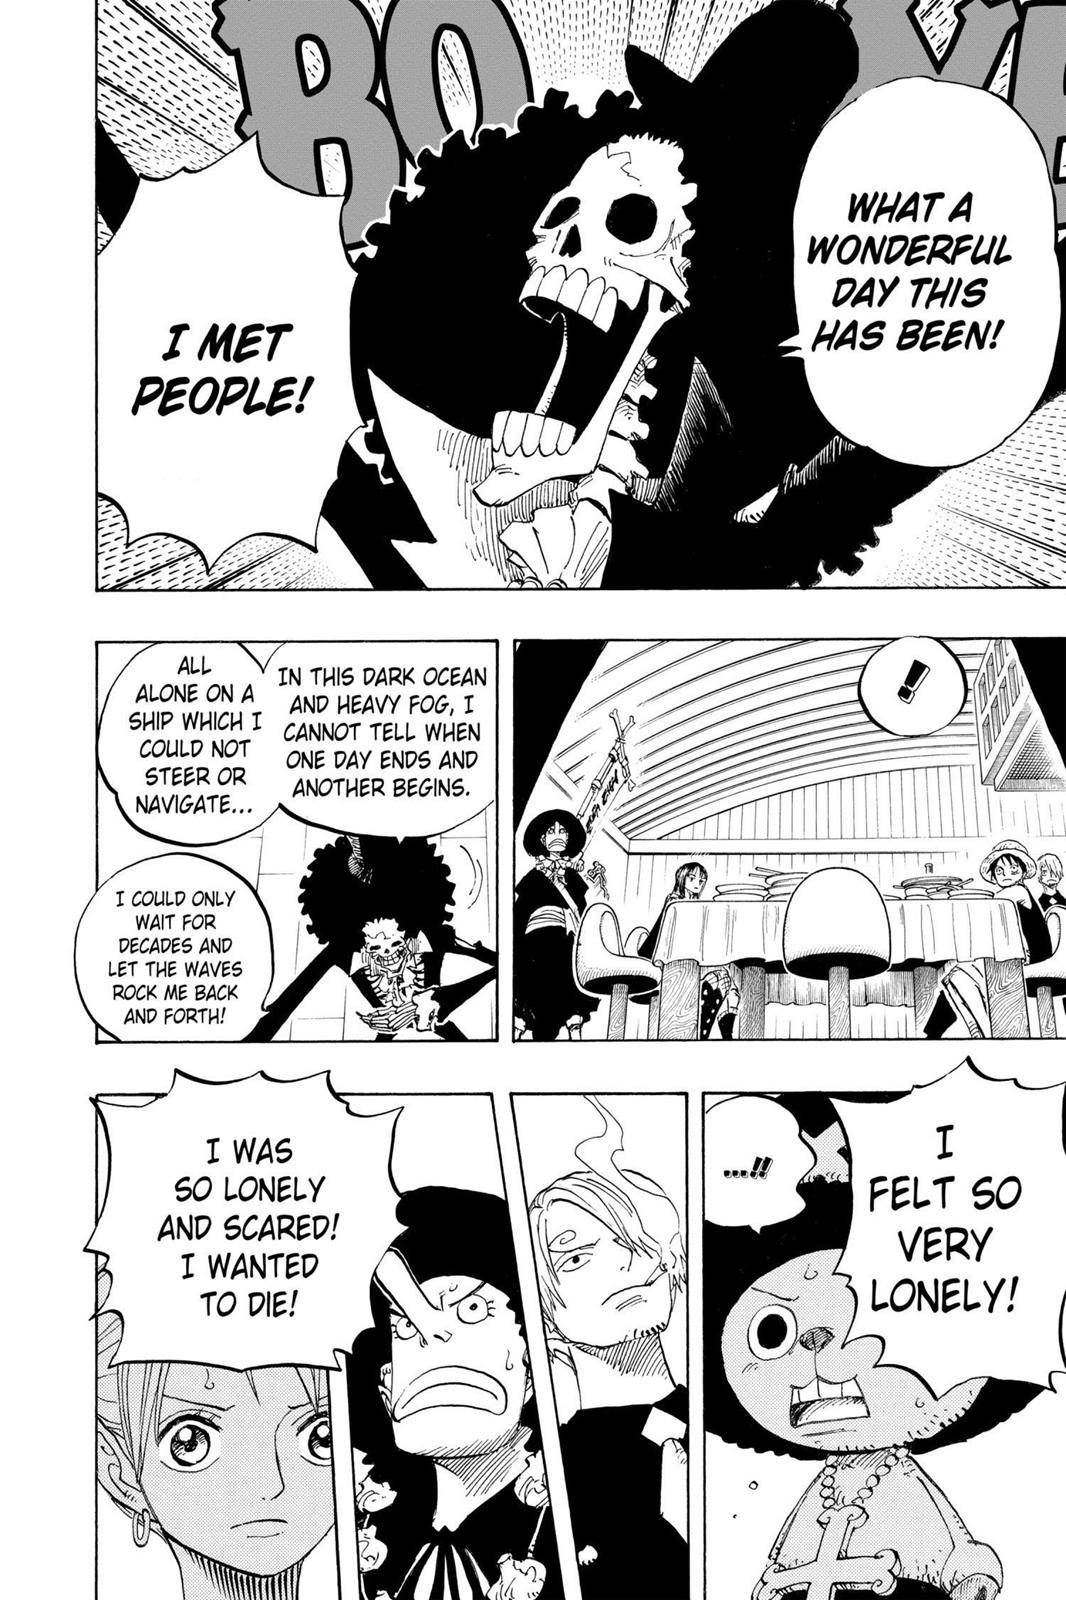 BO
WHAT A
WONDERFUL
DAY THIS
HAS BEEN!
I MET
PEOPLE!
!
IN THIS DARK OCEAN
AND HEAVY FOG, I
CANNOT TELL WHEN
ONE DAY ENDS AND
ANOTHER BEGINS.
ALL
ALONE ON A
SHIP WHICH I
COULD NOT
STEER OR
NAVIGATE...
I COULD ONLY
WAIT FOR
DECADES AND
LET THE WAVES
ROCK ME BACK
AND FORTH!
I
FELT SO
VERY
LONELY!
...!!
I WAS
SO LONELY
AND SCARED!
I WANTED
TO DIE!